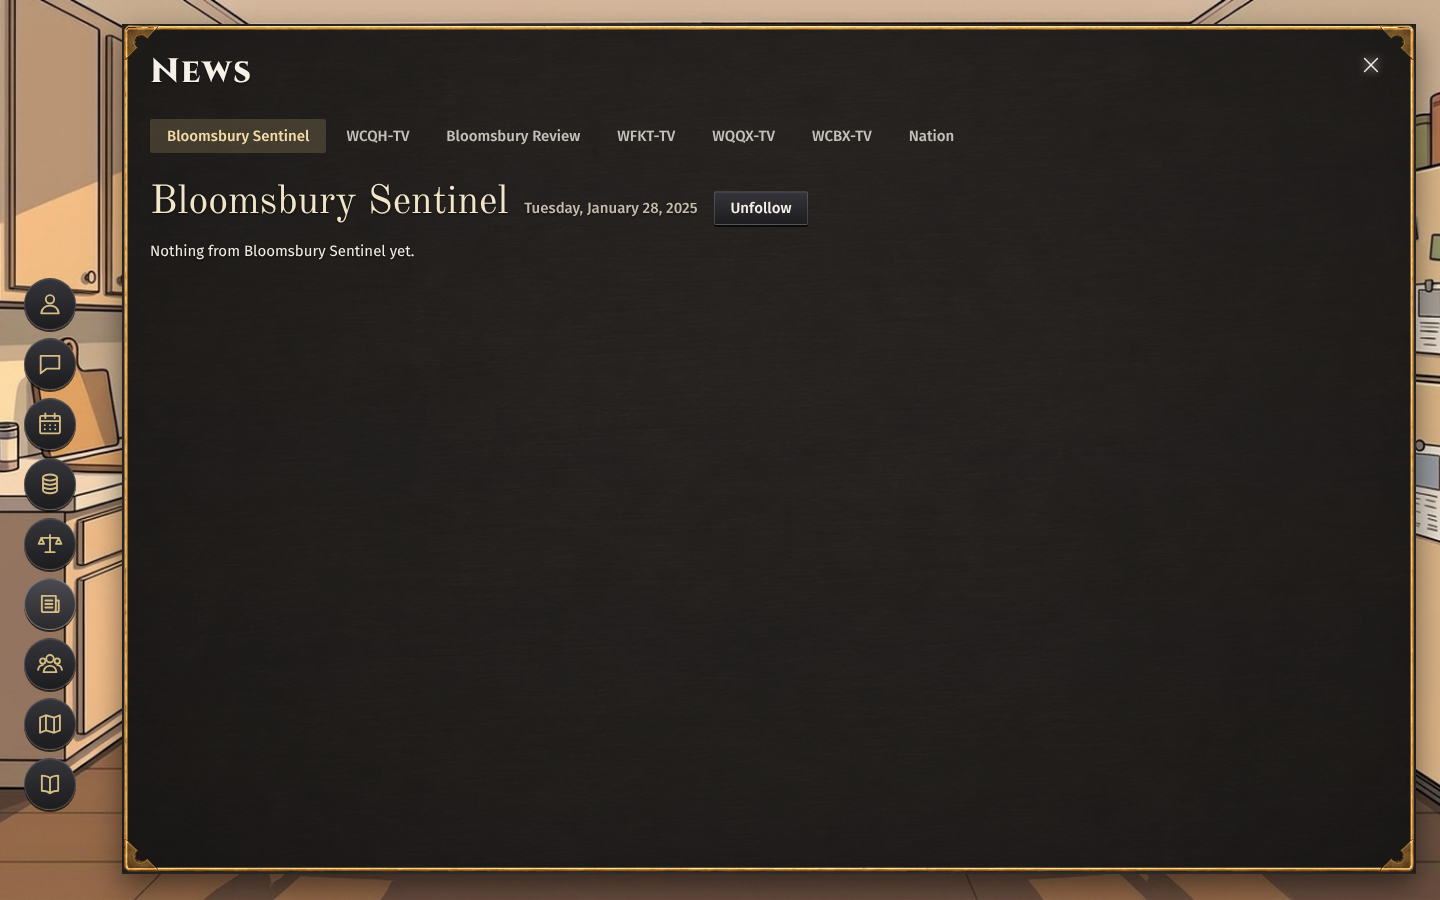 News
Bloomsbury Sentinel WCQH-TV Bloomsbury Review WFKT-TV WQQX-TV WCBX-TV Nation
Bloomsbury Sentinel Tuesday, January 28, 2025 Unfollow
Nothing from Bloomsbury Sentinel yet.